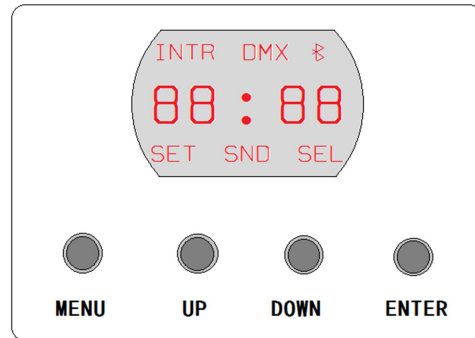 INTR DMX
88:88
SET SND SEL
MENU UP DOWN ENTER